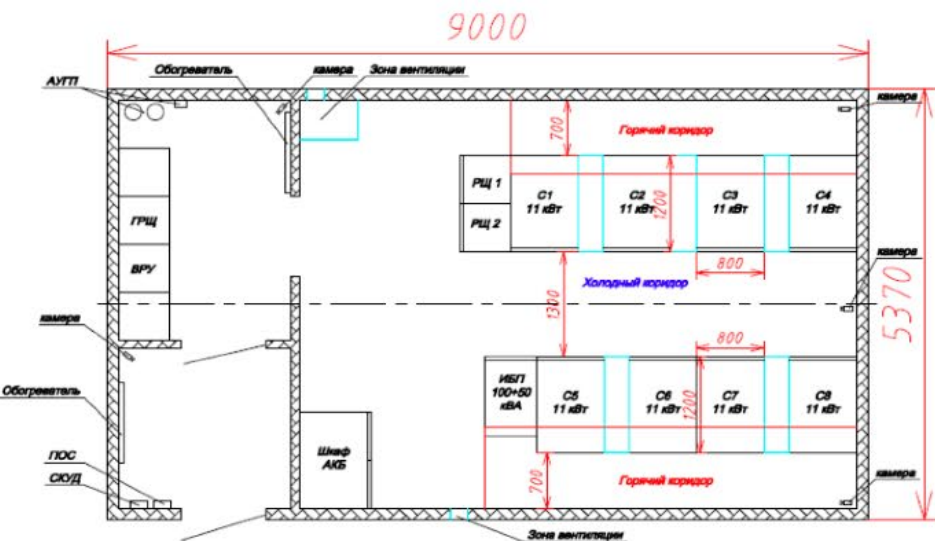 9000
Обогреватель
камера
Зона вентиляции
АУГП
камера
Горячий коридор
700
РЩ 1
С1
11 кВт
С2
11 кВт
1200
С3
11 кВт
С4
11 кВт
ГРЩ
РЩ 2
ВРУ
800
камера
Холодный коридор
1300
5370
камера
800
Обогреватель
ИБП
100+50
кВА
С5
11 кВт
С6
11 кВт
1200
С7
11 кВт
С8
11 кВт
Шкаф
АКБ
ПОС
СКУД
700
Горячий коридор
камера
Зона вентиляции